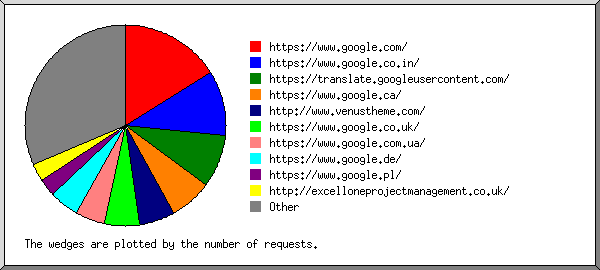 https://www.google.com/
https://www.google.co.in/
https://translate.googleusercontent.com/
https://www.google.ca/
http://www.venustheme.com/
https://www.google.co.uk/
https://www.google.com.ua/
https://www.google.de/
https://www.google.pl/
http://excelloneprojectmanagement.co.uk/
Other
The wedges are plotted by the number of requests.